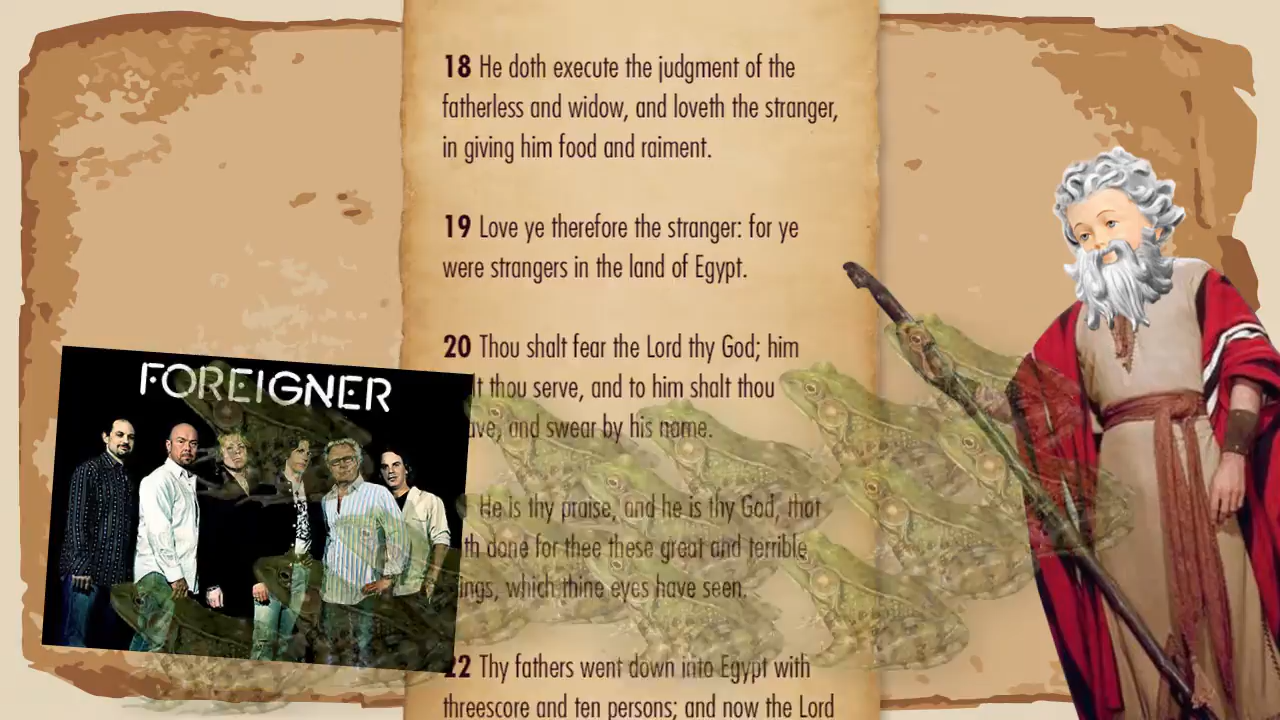 18 He doth execute the judgment of the
fatherless and widow, and loveth the stranger,
in giving him food and raiment.
19 Love ye therefore the stranger: for ye
were strangers in the land of Egypt.
20 Thou shalt fear the Lord thy God; him
thou serve, and to him shalt thou
and swear by his name.
He is thy praise, and he is thy God, that
done for thee these great and terrible
which thine eyes have seen.
22 Thy fathers went down into Egypt with
threescore and ten persons; and now the Lord
FOREIGNER